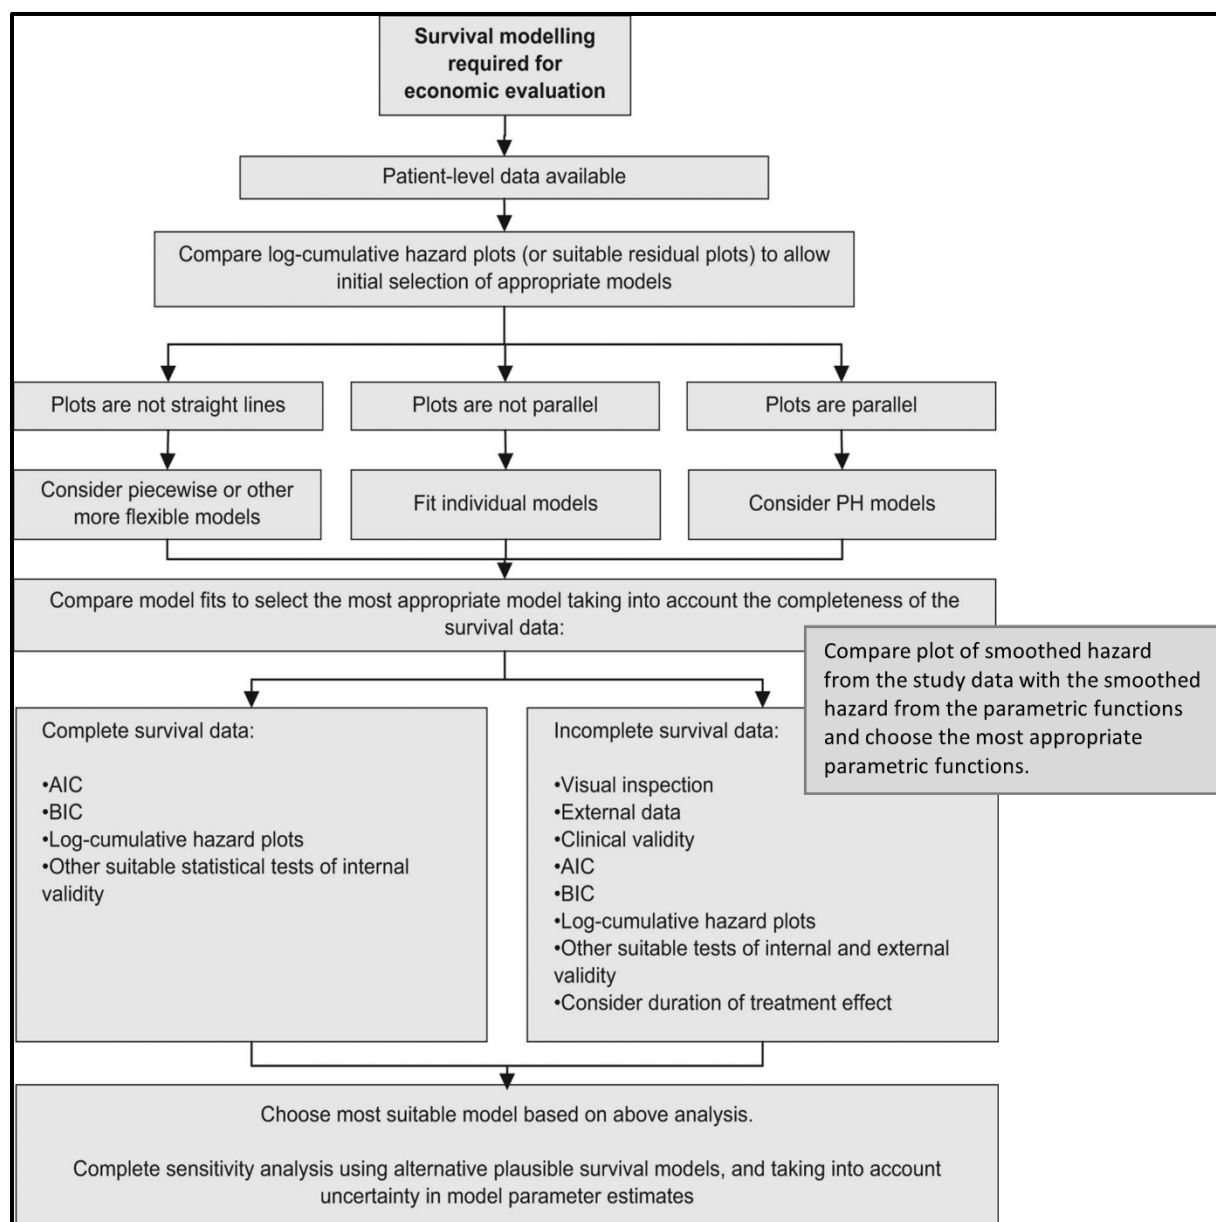 Survival modelling
required for
economic evaluation
Patient-level data available
Compare log-cumulative hazard plots (or suitable residual plots) to allow
initial selection of appropriate models
Plots are not straight lines
Plots are not parallel
Plots are parallel
Consider piecewise or other
more flexible models
Fit individual models
Consider PH models
Compare model fits to select the most appropriate model taking into account the completeness of the
survival data:
Compare plot of smoothed hazard
from the study data with the smoothed
hazard from the parametric functions
and choose the most appropriate
parametric functions.
Complete survival data:
•AIC
•BIC
•Log-cumulative hazard plots
•Other suitable statistical tests of internal
validity
Incomplete survival data:
•Visual inspection
•External data
•Clinical validity
•AIC
•BIC
•Log-cumulative hazard plots
•Other suitable tests of internal and external
validity
•Consider duration of treatment effect
Choose most suitable model based on above analysis.
Complete sensitivity analysis using alternative plausible survival models, and taking into account
uncertainty in model parameter estimates